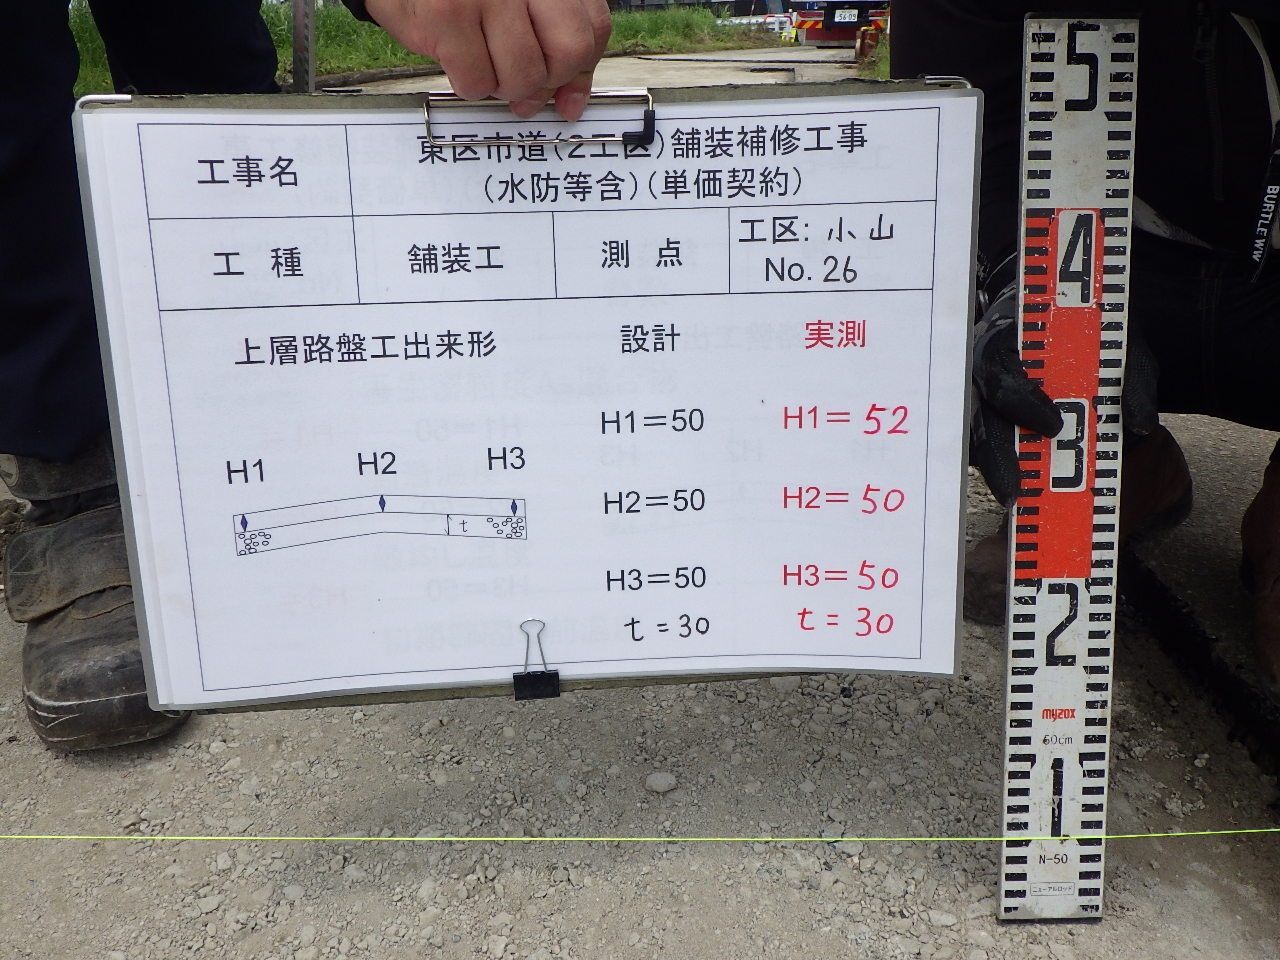 工事名
東区市道(2工区)舗装補修工事
(水防等含)(単価契約)
工種
舗装工
測点
工区: 小山
No.26
上層路盤工出来形
設計
実測
H1=50
H1=52
H1
H2
H3
H2=50
H2=50
t
H3=50
H3=50
t=30
t=30
5
4
3
2
myzox
50cm
1
N-50
ニューアルロッド
BURTLE WW
5609